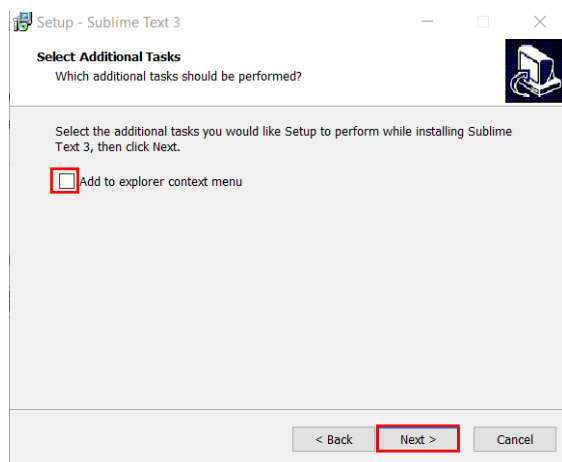 Setup - Sublime Text 3
Select Additional Tasks
Which additional tasks should be performed?
Select the additional tasks you would like Setup to perform while installing Sublime
Text 3, then click Next.
Add to explorer context menu
< Back Next > Cancel